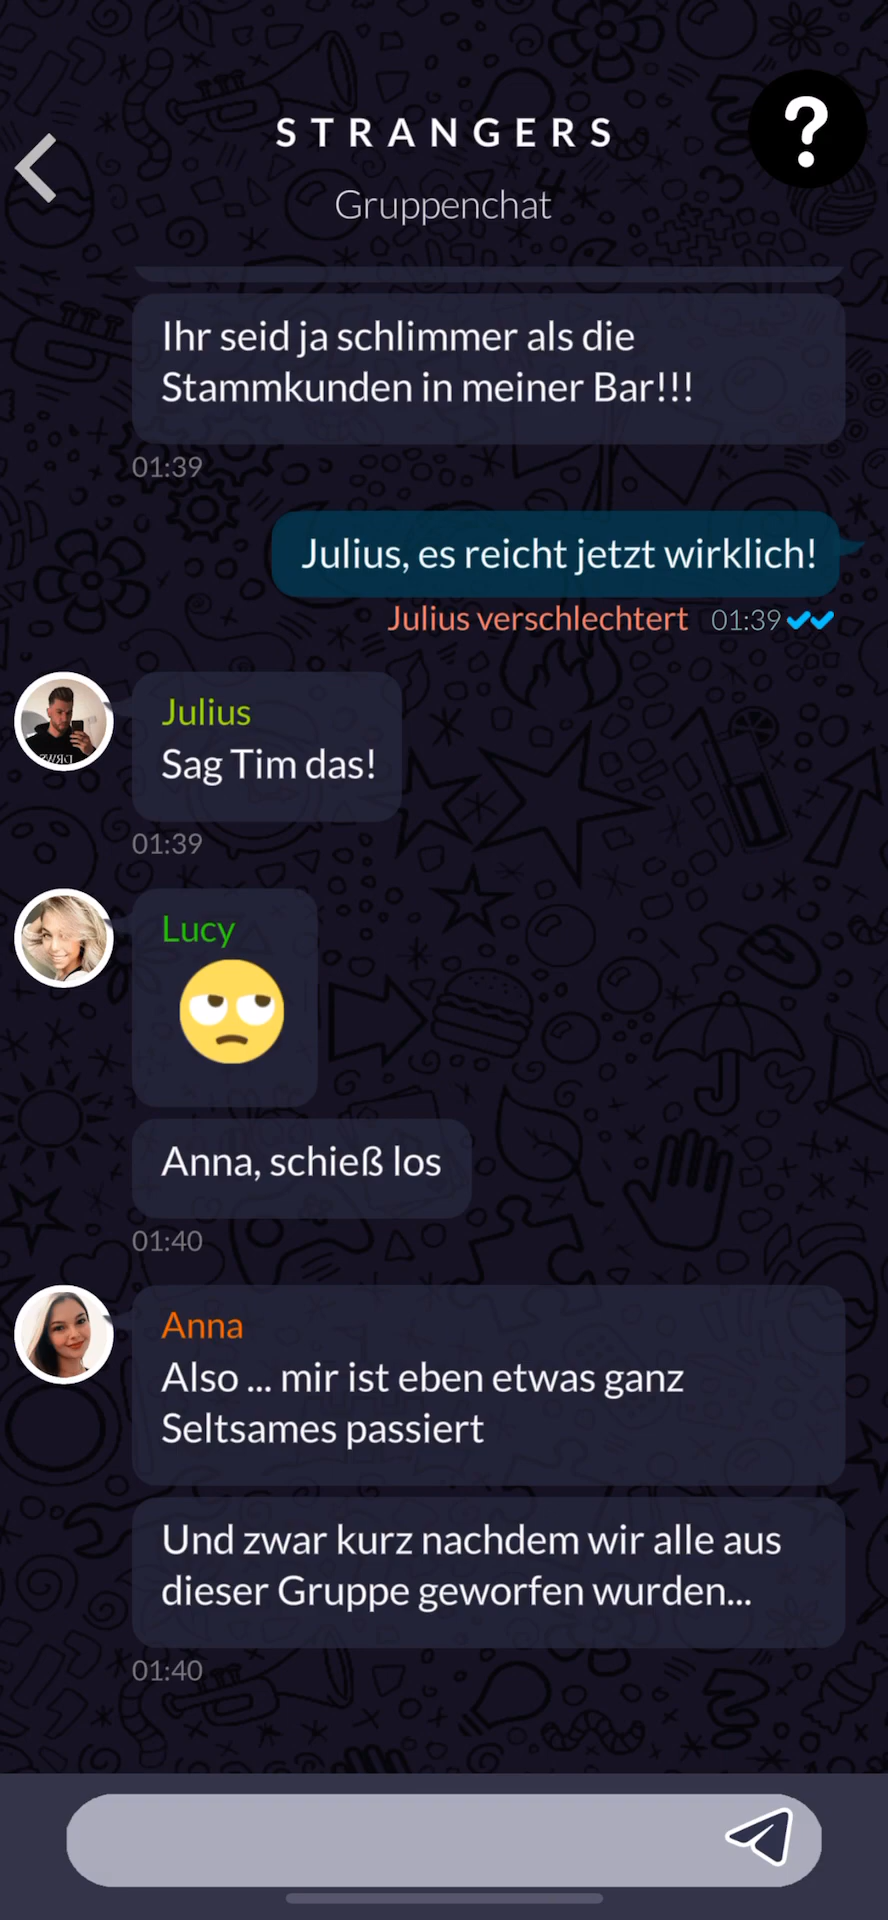 STRANGERS
?
Gruppenchat
Ihr seid ja schlimmer als die
Stammkunden in meiner Bar!!!
01:39
Julius, es reicht jetzt wirklich!
Julius verschlechtert 01:39
Julius
Sag Tim das!
01:39
Lucy
Anna, schieß los
01:40
Anna
Also ... mir ist eben etwas ganz
Seltsames passiert
Und zwar kurz nachdem wir alle aus
dieser Gruppe geworfen wurden...
01:40